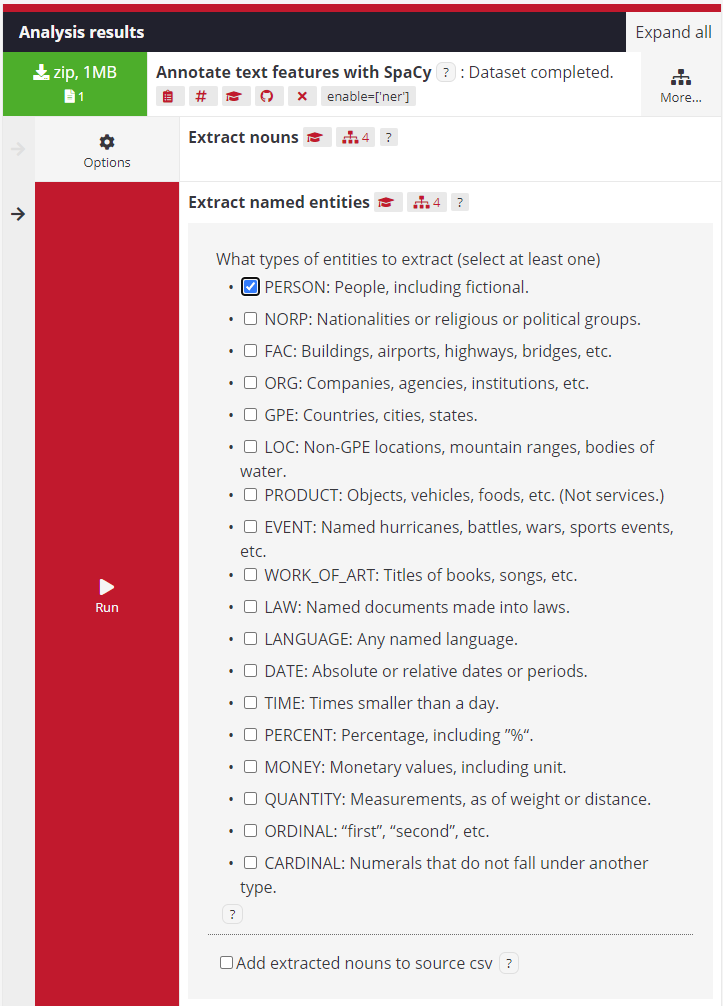 Analysis results
Expand all
zip, 1MB
1
Annotate text features with SpaCy ? : Dataset completed.
# enable=['ner']
More...
Options
Extract nouns 4 ?
Extract named entities 4 ?
What types of entities to extract (select at least one)
• PERSON: People, including fictional.
• NORP: Nationalities or religious or political groups.
• FAC: Buildings, airports, highways, bridges, etc.
• ORG: Companies, agencies, institutions, etc.
• GPE: Countries, cities, states.
• LOC: Non-GPE locations, mountain ranges, bodies of
water.
• PRODUCT: Objects, vehicles, foods, etc. (Not services.)
• EVENT: Named hurricanes, battles, wars, sports events,
etc.
• WORK_OF_ART: Titles of books, songs, etc.
• LAW: Named documents made into laws.
• LANGUAGE: Any named language.
• DATE: Absolute or relative dates or periods.
• TIME: Times smaller than a day.
• PERCENT: Percentage, including ”%“.
• MONEY: Monetary values, including unit.
• QUANTITY: Measurements, as of weight or distance.
• ORDINAL: “first”, “second”, etc.
• CARDINAL: Numerals that do not fall under another
type.
?
Run
Add extracted nouns to source csv ?